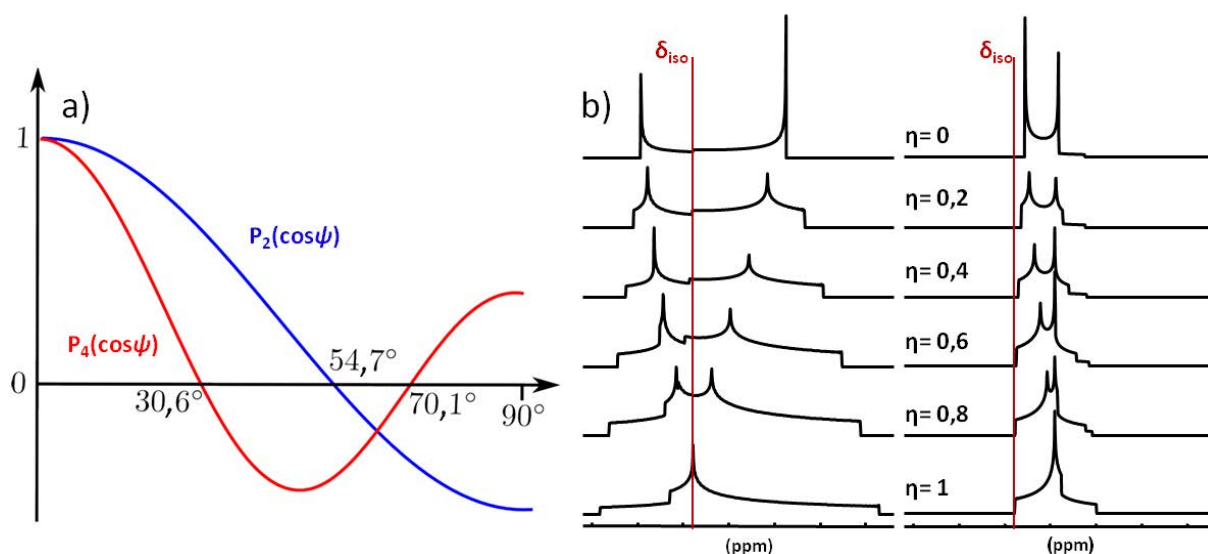 a)
1
P₂(cosψ)
P₄(cosψ)
0
30,6°
54,7°
70,1°
90°
b)
δiso
δiso
η= 0
η= 0,2
η= 0,4
η= 0,6
η= 0,8
η= 1
(ppm)
(ppm)